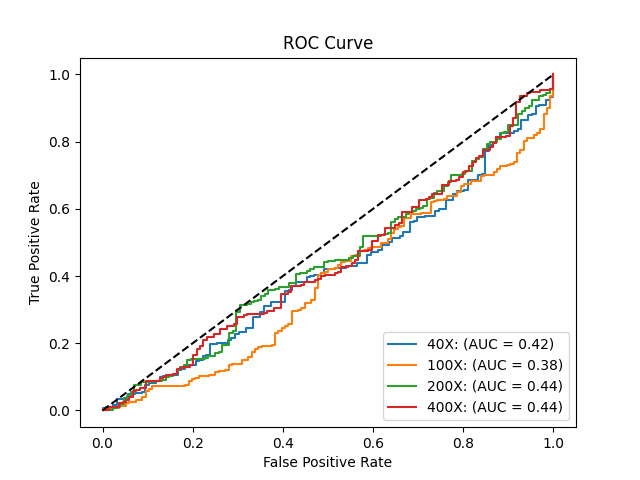 ROC Curve
True Positive Rate
1.0
0.8
0.6
0.4
0.2
0.0
0.0 0.2 0.4 0.6 0.8 1.0
False Positive Rate
40X: (AUC = 0.42)
100X: (AUC = 0.38)
200X: (AUC = 0.44)
400X: (AUC = 0.44)